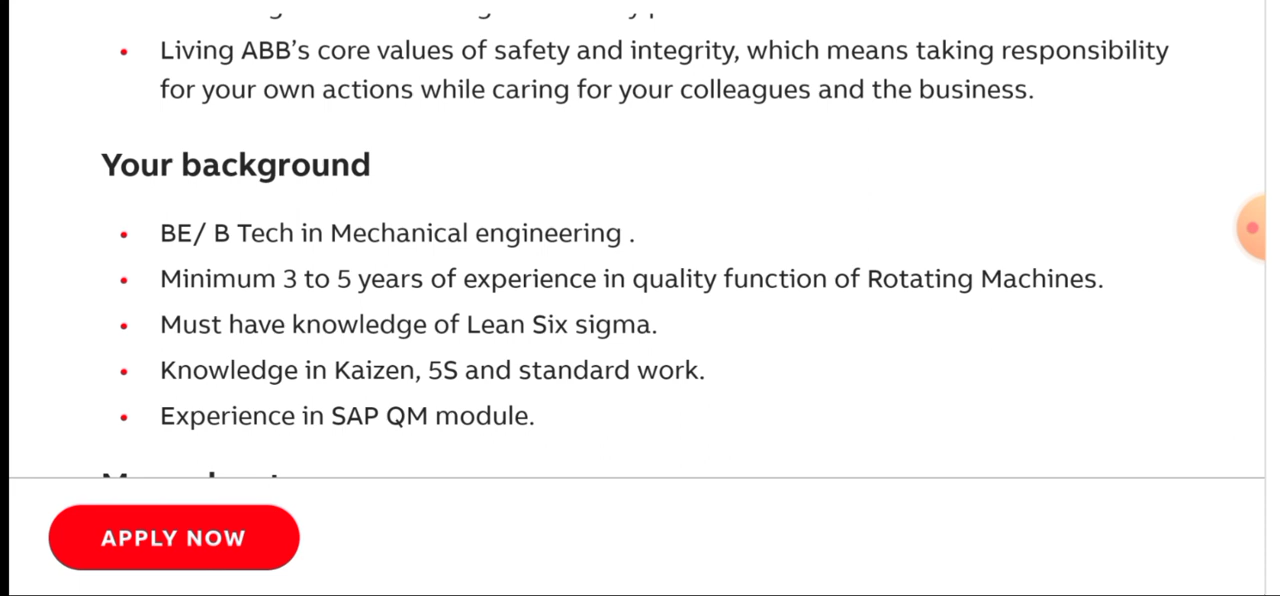 Living ABB’s core values of safety and integrity, which means taking responsibility
for your own actions while caring for your colleagues and the business.
Your background
BE/ B Tech in Mechanical engineering .
Minimum 3 to 5 years of experience in quality function of Rotating Machines.
Must have knowledge of Lean Six sigma.
Knowledge in Kaizen, 5S and standard work.
Experience in SAP QM module.
APPLY NOW